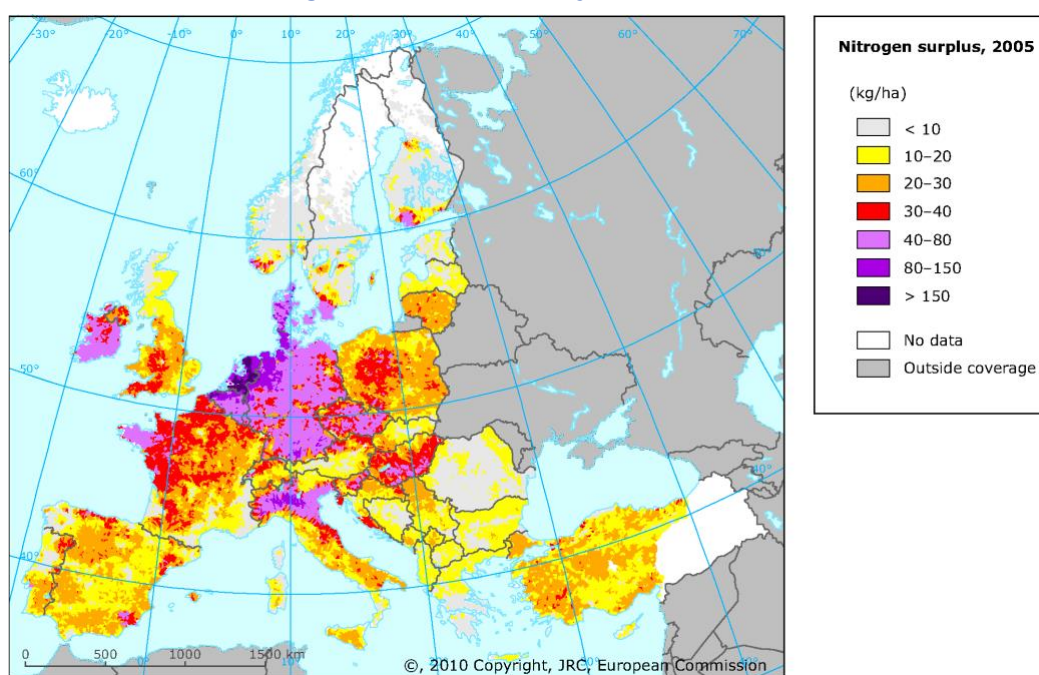 -30° -20° -10° 0° 10° 20° 30° 40° 50° 60° 70°
60°
50°
40°
40°
0 500 1000 1500 km
©, 2010 Copyright, JRC, European Commission
Nitrogen surplus, 2005
(kg/ha)
< 10
10–20
20–30
30–40
40–80
80–150
> 150
No data
Outside coverage